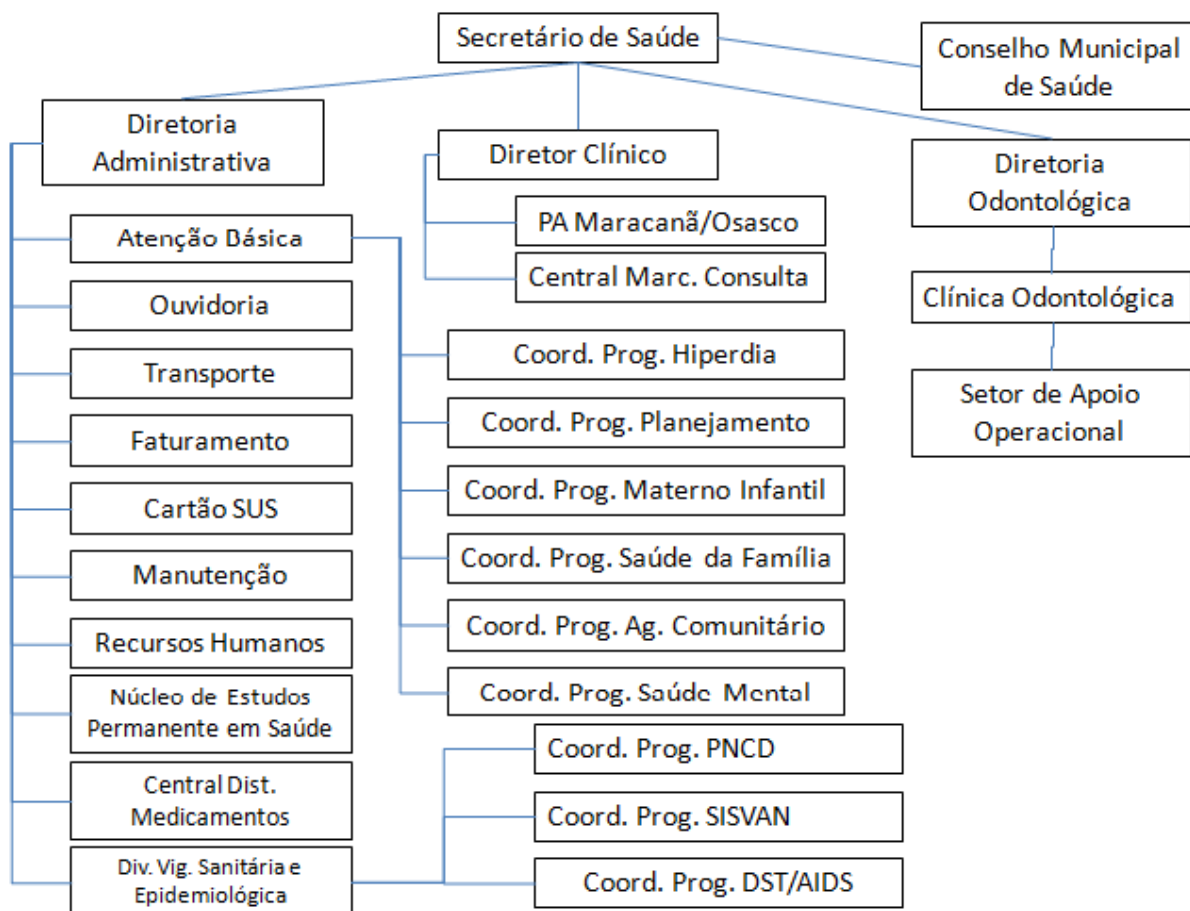 Secretário de Saúde
Conselho Municipal
de Saúde
Diretoria
Administrativa
Diretor Clínico
Diretoria
Odontológica
PA Maracanã/Osasco
Central Marc. Consulta
Clínica Odontológica
Setor de Apoio
Operacional
Atenção Básica
Ouvidoria
Transporte
Faturamento
Cartão SUS
Manutenção
Recursos Humanos
Núcleo de Estudos
Permanente em Saúde
Central Dist.
Medicamentos
Div. Vig. Sanitária e
Epidemiológica
Coord. Prog. Hiperdia
Coord. Prog. Planejamento
Coord. Prog. Materno Infantil
Coord. Prog. Saúde da Família
Coord. Prog. Ag. Comunitário
Coord. Prog. Saúde Mental
Coord. Prog. PNCD
Coord. Prog. SISVAN
Coord. Prog. DST/AIDS